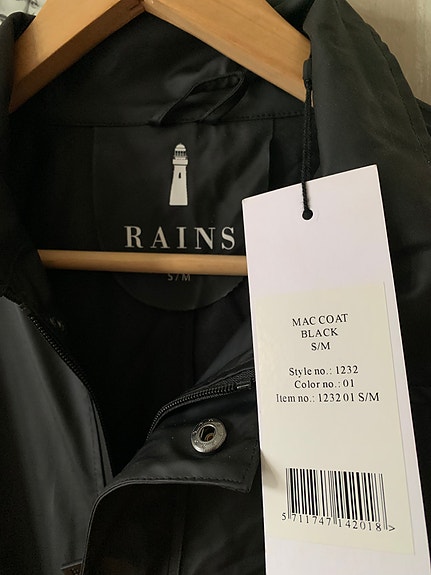 RAINS
S/M
MAC COAT
BLACK
S/M
Style no.: 1232
Color no.: 01
Item no.: 1232 01 S/M
5 711747 142018 >